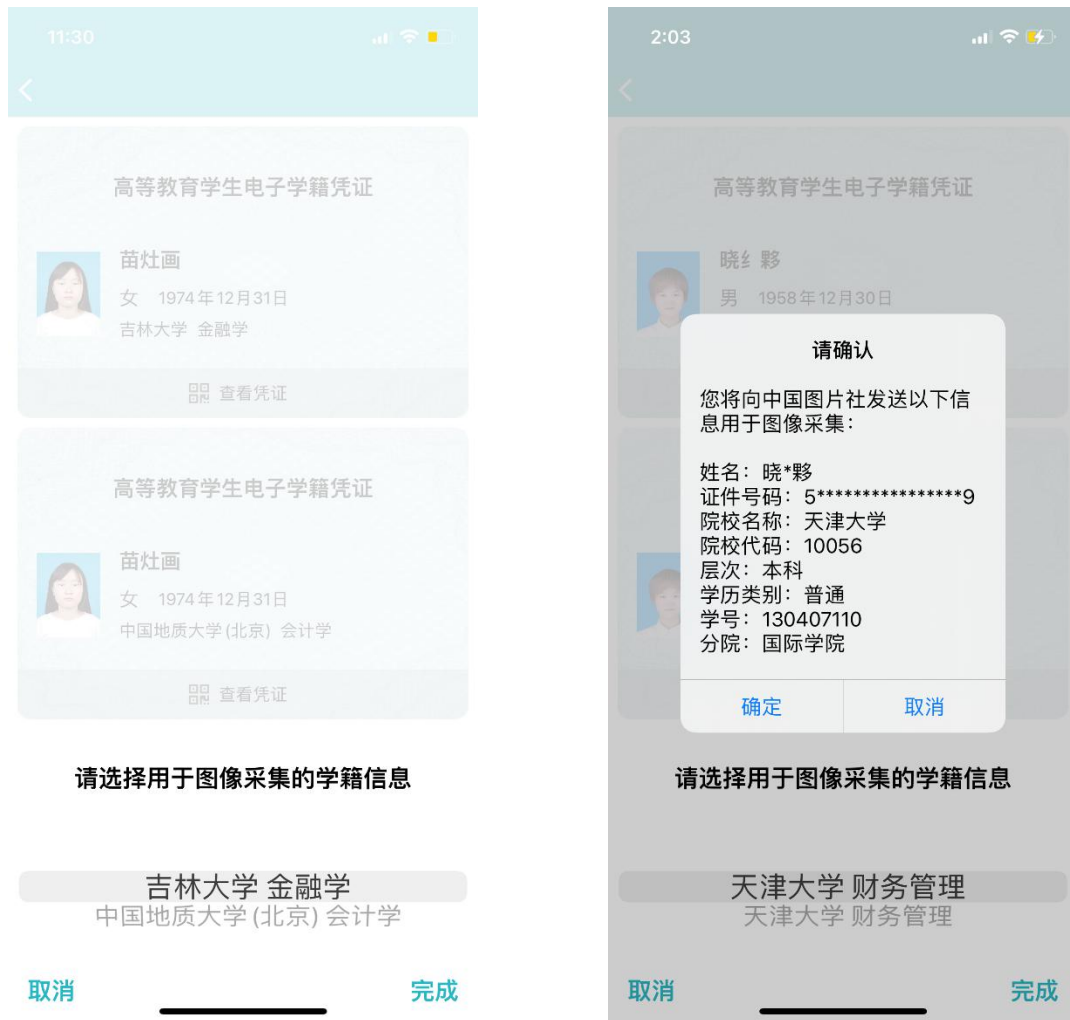 11:30
高等教育学生电子学籍凭证
苗灶画
女 1974年12月31日
吉林大学 金融学
查看凭证
高等教育学生电子学籍凭证
苗灶画
女 1974年12月31日
中国地质大学(北京) 会计学
查看凭证
请选择用于图像采集的学籍信息
吉林大学 金融学
中国地质大学(北京) 会计学
取消
完成
2:03
高等教育学生电子学籍凭证
晓纟夥
男 1958年12月30日
请确认
您将向中国图片社发送以下信
息用于图像采集：
姓名：晓*夥
证件号码：5****************9
院校名称：天津大学
院校代码：10056
层次：本科
学历类别：普通
学号：130407110
分院：国际学院
确定
取消
请选择用于图像采集的学籍信息
天津大学 财务管理
天津大学 财务管理
取消
完成